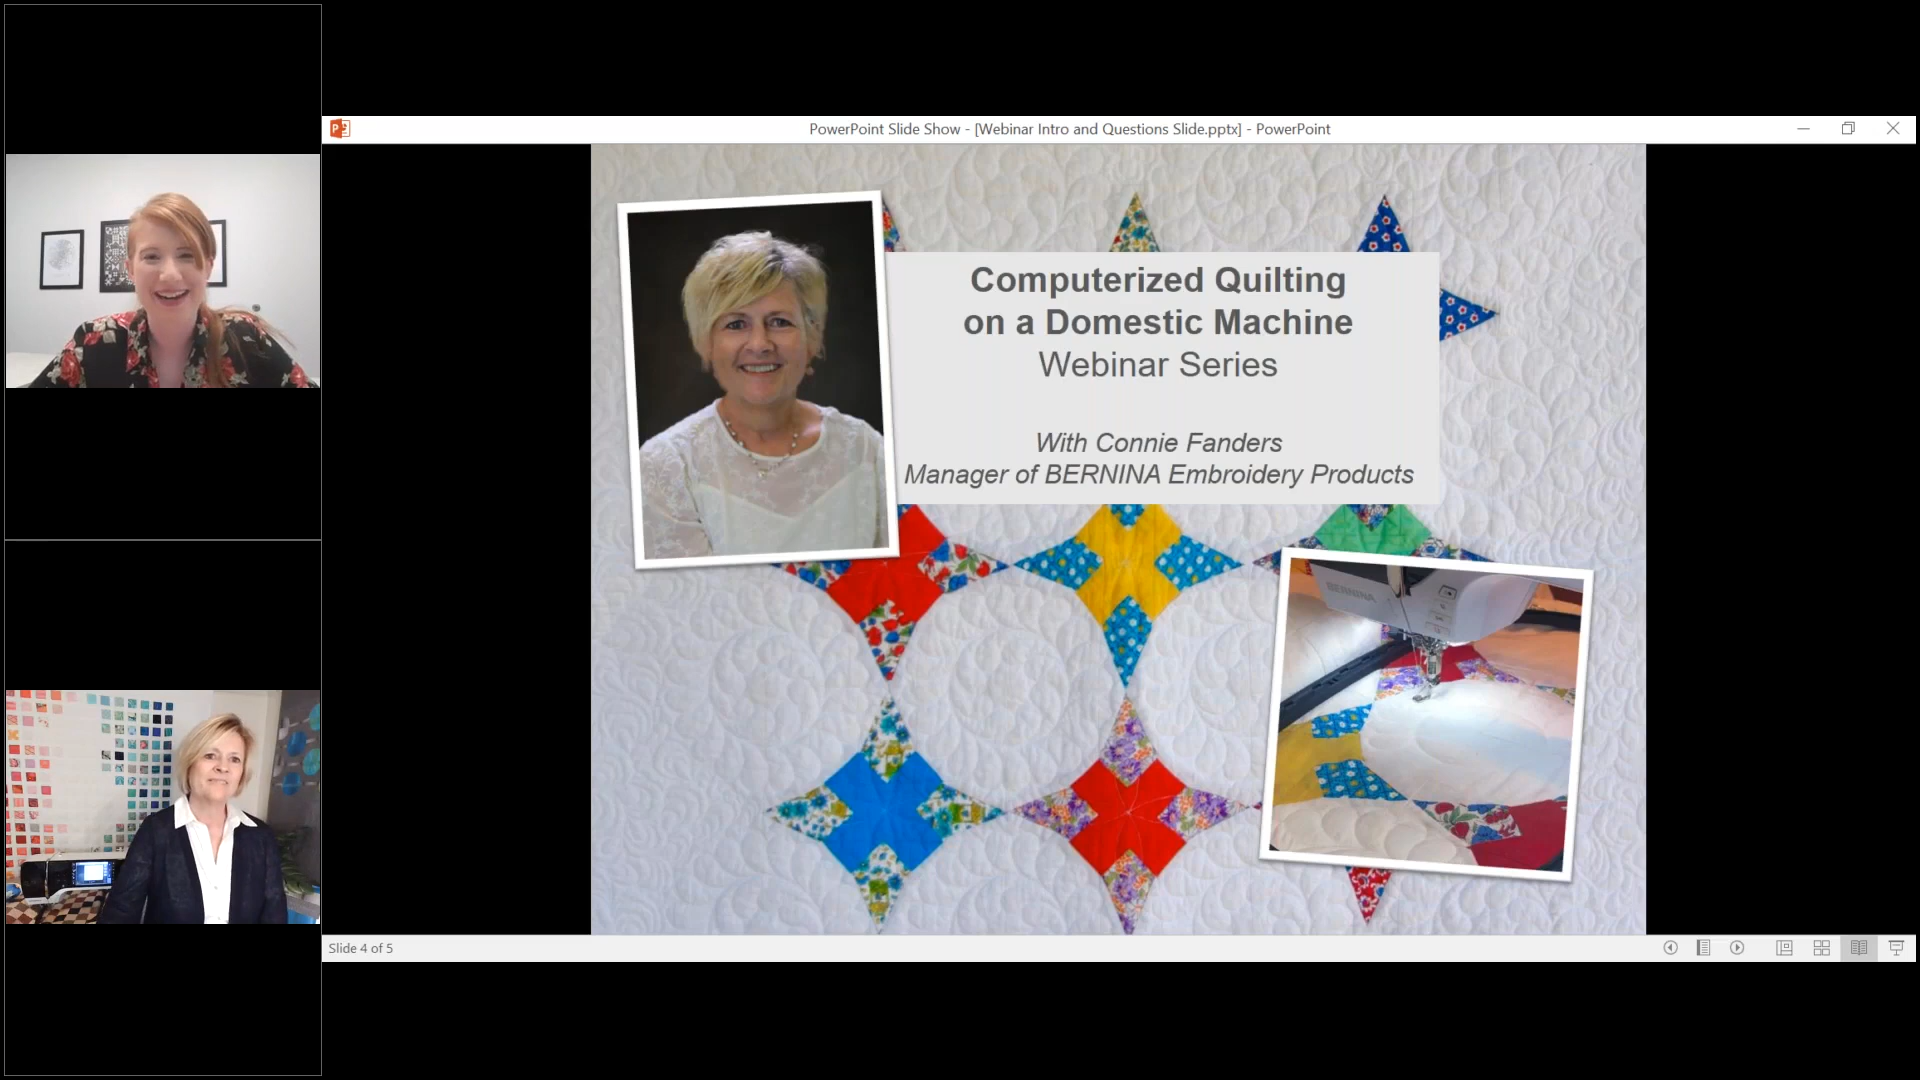 PowerPoint Slide Show - [Webinar Intro and Questions Slide.pptx] - PowerPoint
Computerized Quilting
on a Domestic Machine
Webinar Series
With Connie Fanders
Manager of BERNINA Embroidery Products
BERNINA
Slide 4 of 5